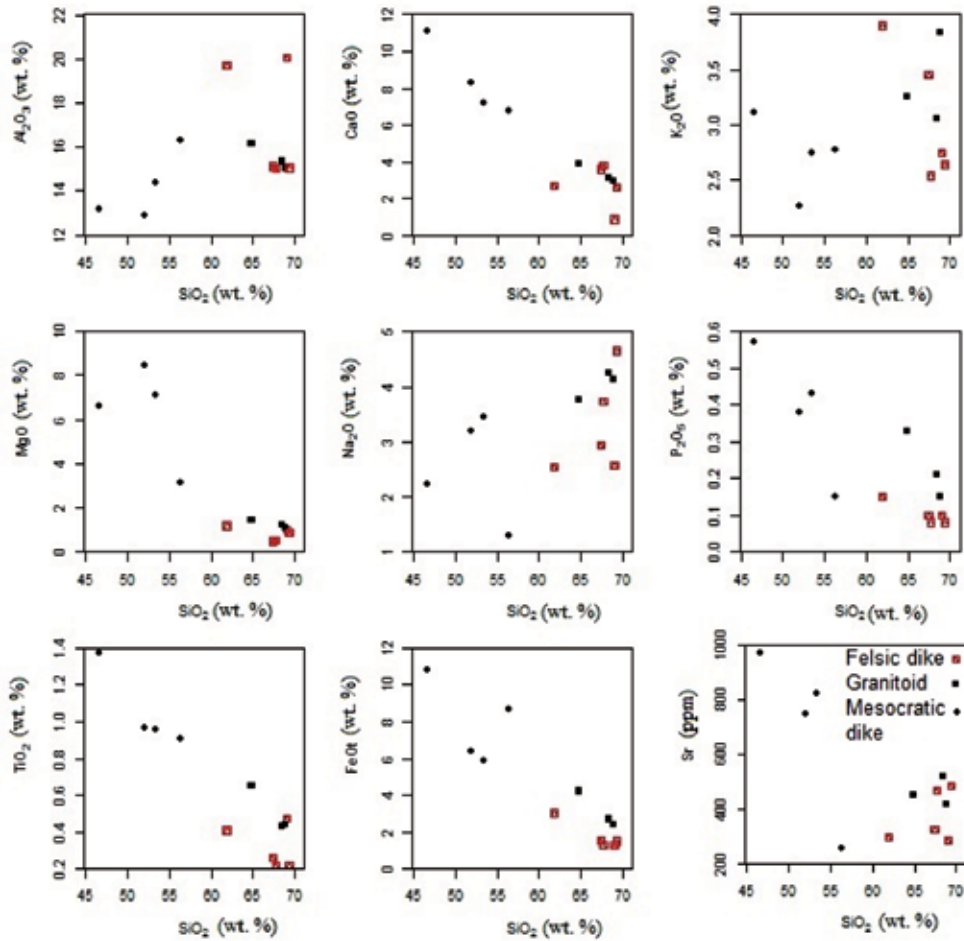 Al₂O₃ (wt. %)
22
20
18
16
14
12
45 50 55 60 65 70
SiO₂ (wt. %)
CaO (wt. %)
12
10
8
6
4
2
0
45 50 55 60 65 70
SiO₂ (wt. %)
K₂O (wt. %)
4.0
3.5
3.0
2.5
2.0
45 50 55 60 65 70
SiO₂ (wt. %)
MgO (wt. %)
10
8
6
4
2
0
45 50 55 60 65 70
SiO₂ (wt. %)
Na₂O (wt. %)
5
4
3
2
1
45 50 55 60 65 70
SiO₂ (wt. %)
P₂O₅ (wt. %)
0.6
0.5
0.4
0.3
0.2
0.1
0.0
45 50 55 60 65 70
SiO₂ (wt. %)
TiO₂ (wt. %)
1.4
1.2
1.0
0.8
0.6
0.4
0.2
45 50 55 60 65 70
SiO₂ (wt. %)
FeOt (wt. %)
12
10
8
6
4
2
0
45 50 55 60 65 70
SiO₂ (wt. %)
Sr (ppm)
1000
800
600
400
200
Felsic dike
Granitoid
Mesocratic
dike
45 50 55 60 65 70
SiO₂ (wt. %)